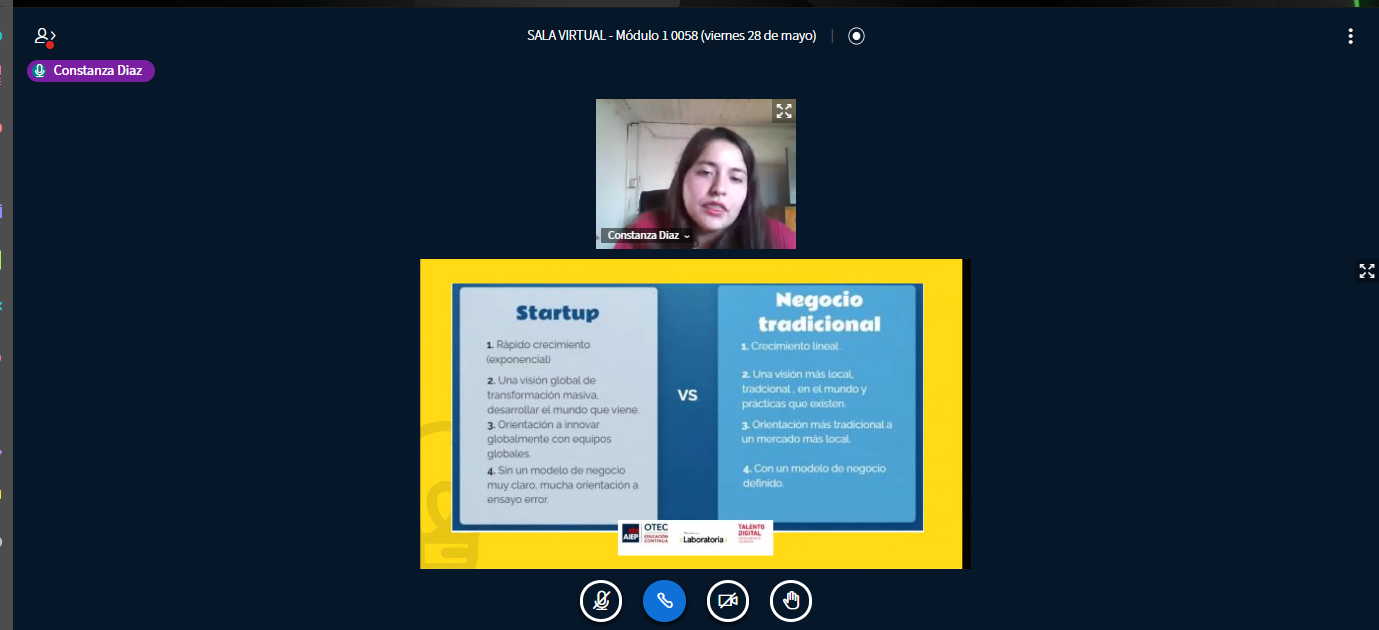 SALA VIRTUAL - Módulo 1 0058 (viernes 28 de mayo)
Constanza Diaz
Constanza Diaz
Startup
1. Rápido crecimiento
(exponencial)
2. Una visión global de
transformación masiva,
desarrollar el mundo que viene.
3. Orientación a innovar
globalmente con equipos
globales.
4. Sin un modelo de negocio
muy claro, mucha orientación a
ensayo error.
VS
Negocio
tradicional
1. Crecimiento lineal
2. Una visión más local,
tradcional , en el mundo y
prácticas que existen.
3. Orientación más tradicional a
un mercado más local.
4. Con un modelo de negocio
definido.
AIEP
OTEC
EDUCACIÓN
CONTINUA
Laboratoria
TALENTO
DIGITAL